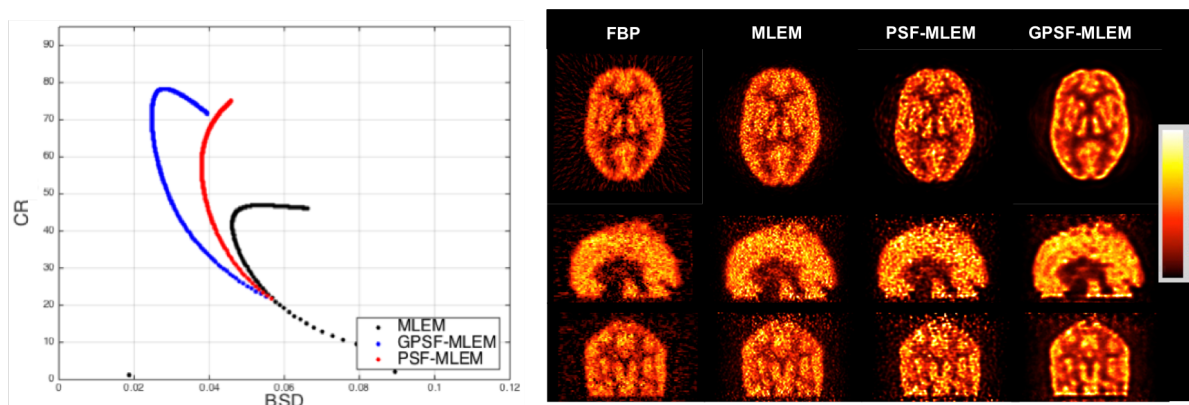 90
80
70
60
50
40
30
20
10
0
CR
0 0.02 0.04 0.06 0.08 0.1 0.12
BSD
MLEM
GPSF-MLEM
PSF-MLEM
FBP MLEM PSF-MLEM GPSF-MLEM